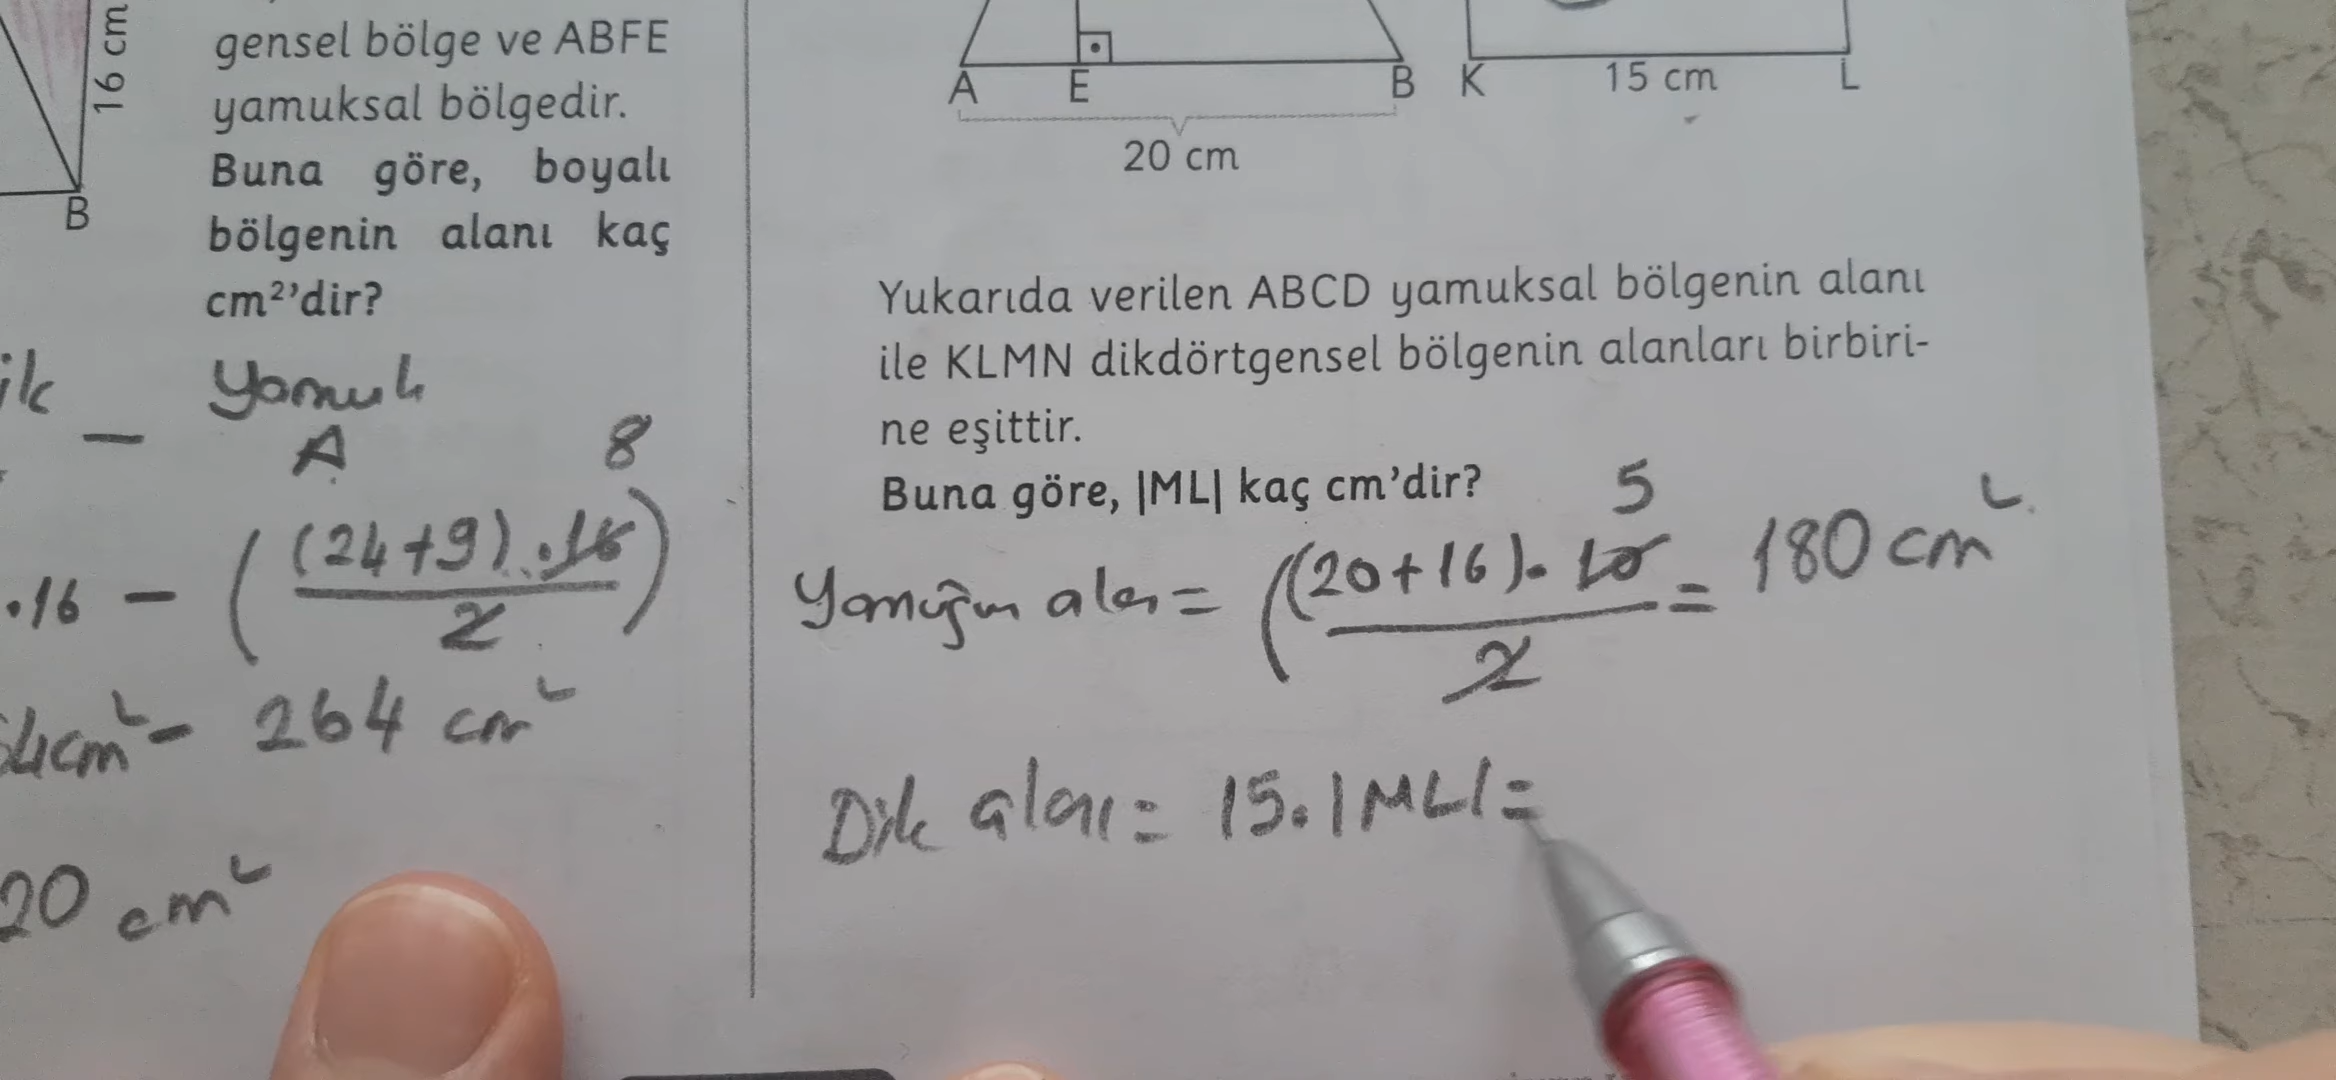 16 cm
B
gensel bölge ve ABFE
yamuksal bölgedir.
Buna göre, boyalı
bölgenin alanı kaç
cm²'dir?
Yamuk
A 8
.16 - ((24+9).16)
2
cm² - 264 cm²
20 cm²
A E B K 15 cm L
20 cm
Yukarıda verilen ABCD yamuksal bölgenin alanı
ile KLMN dikdörtgensel bölgenin alanları birbiri-
ne eşittir.
Buna göre, |ML| kaç cm'dir?
5
Yamuğun alanı = ((20+16). 10 = 180 cm²
2
Dik alanı = 15.|ML| =